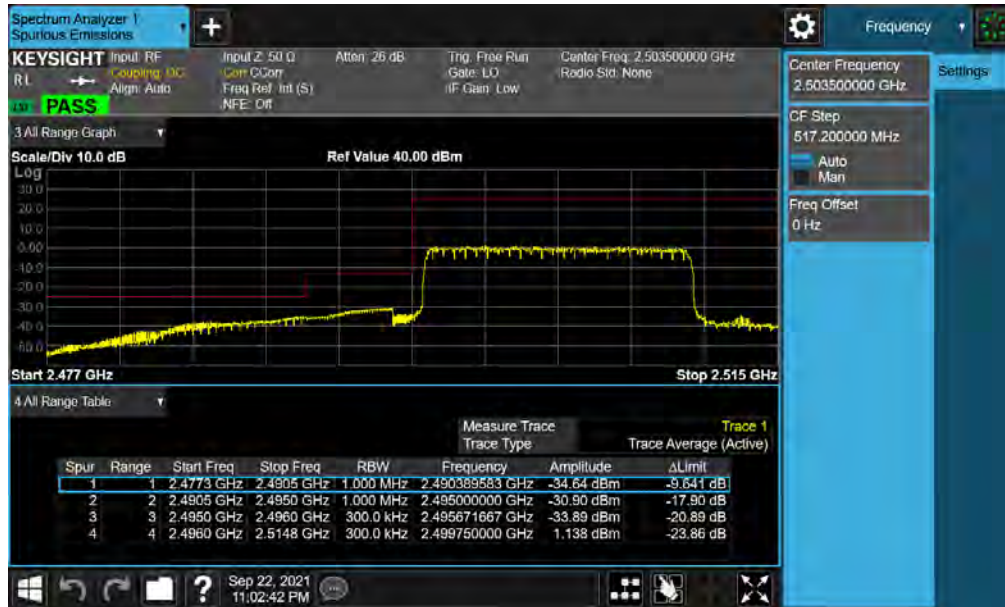 Spectrum Analyzer 1
Spurious Emissions
+
Frequency
KEYSIGHT Input: RF
R L
Coupling: DC
Align: Auto
PASS
Input Z: 50 Ω
Corr CCorr
Freq Ref: Int (S)
NFE: Off
Atten: 26 dB
Trig: Free Run
Gate: LO
IF Gain: Low
Center Freq: 2.503500000 GHz
Radio Std: None
Center Frequency
2.503500000 GHz
Settings
CF Step
517.200000 MHz
Auto
Man
Freq Offset
0 Hz
3 All Range Graph
Scale/Div 10.0 dB
Ref Value 40.00 dBm
Log
30.0
20.0
10.0
0.00
-10.0
-20.0
-30.0
-40.0
-50.0
Start 2.477 GHz
Stop 2.515 GHz
4 All Range Table
Measure Trace Trace 1
Trace Type Trace Average (Active)
Spur Range Start Freq Stop Freq RBW Frequency Amplitude ΔLimit
1 1 2.4773 GHz 2.4905 GHz 1.000 MHz 2.490389583 GHz -34.64 dBm -9.641 dB
2 2 2.4905 GHz 2.4950 GHz 1.000 MHz 2.495000000 GHz -30.90 dBm -17.90 dB
3 3 2.4950 GHz 2.4960 GHz 300.0 kHz 2.495671667 GHz -33.89 dBm -20.89 dB
4 4 2.4960 GHz 2.5148 GHz 300.0 kHz 2.499750000 GHz 1.138 dBm -23.86 dB
?
Sep 22, 2021
11:02:42 PM